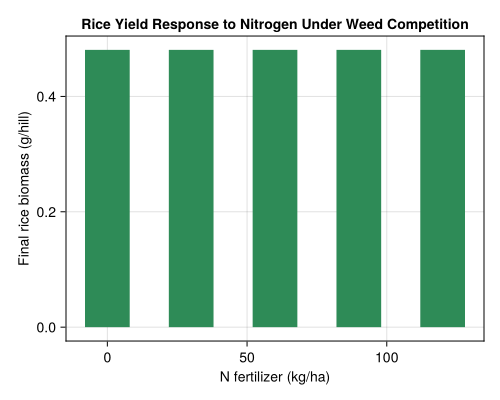 Rice Yield Response to Nitrogen Under Weed Competition
Final rice biomass (g/hill)
0.4
0.2
0.0
0 50 100
N fertilizer (kg/ha)